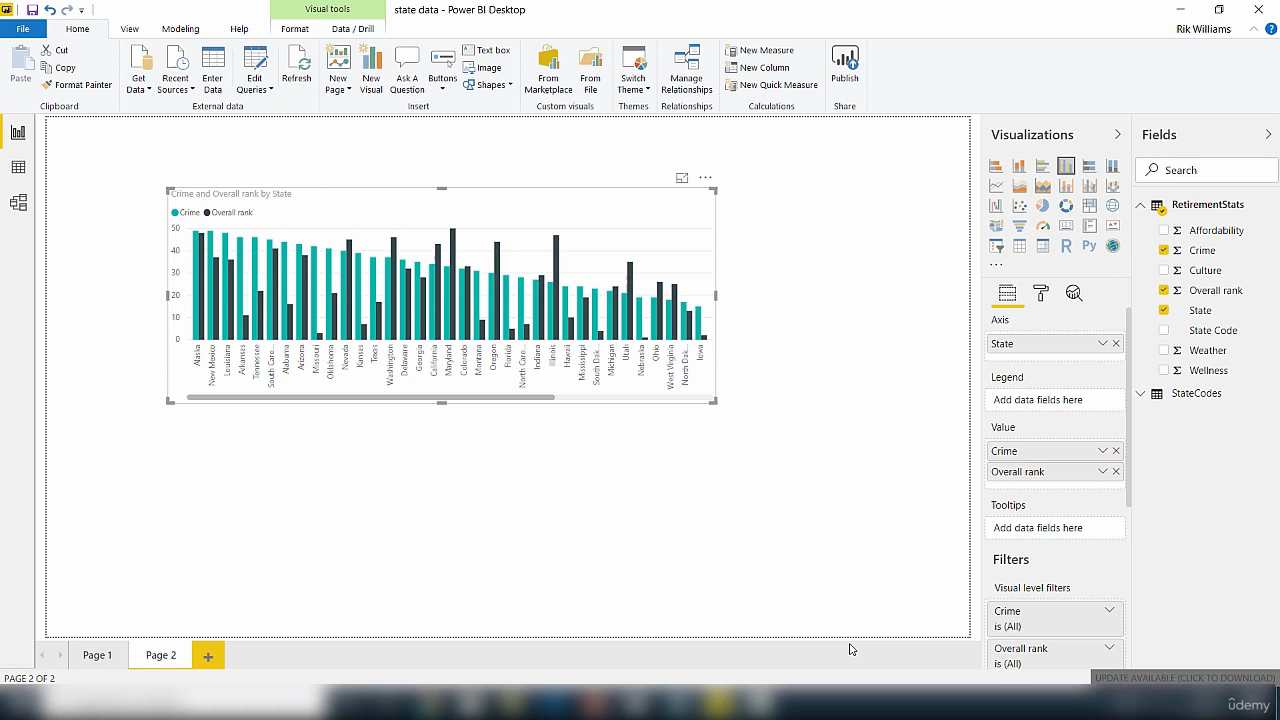 Visual tools
state data - Power BI Desktop
File Home View Modeling Help Format Data / Drill
Rik Williams
Paste
Cut
Copy
Format Painter
Clipboard
Get Data
Recent Sources
Enter Data
Edit Queries
Refresh
External data
New Page
New Visual
Ask A Question
Buttons
Text box
Image
Shapes
Insert
From Marketplace
From File
Custom visuals
Switch Theme
Themes
Manage Relationships
Relationships
New Measure
New Column
New Quick Measure
Calculations
Publish
Share
Crime and Overall rank by State
Crime Overall rank
50
40
30
20
10
0
Alaska
New Mexico
Louisiana
Arkansas
Tennessee
South Caro...
Alabama
Arizona
Missouri
Oklahoma
Nevada
Kansas
Texas
Washington
Delaware
Georgia
California
Maryland
Colorado
Montana
Oregon
Florida
North Caro...
Indiana
Illinois
Hawaii
Mississippi
South Dak...
Michigan
Utah
Nebraska
Ohio
West Virginia
North Dak...
Iowa
Visualizations
R Py
...
Axis
State
Legend
Add data fields here
Value
Crime
Overall rank
Tooltips
Add data fields here
Filters
Visual level filters
Crime
is (All)
Overall rank
is (All)
Fields
Search
RetirementStats
Affordability
Crime
Culture
Overall rank
State
State Code
Weather
Wellness
StateCodes
Page 1 Page 2
PAGE 2 OF 2
UPDATE AVAILABLE (CLICK TO DOWNLOAD)
ûdemy